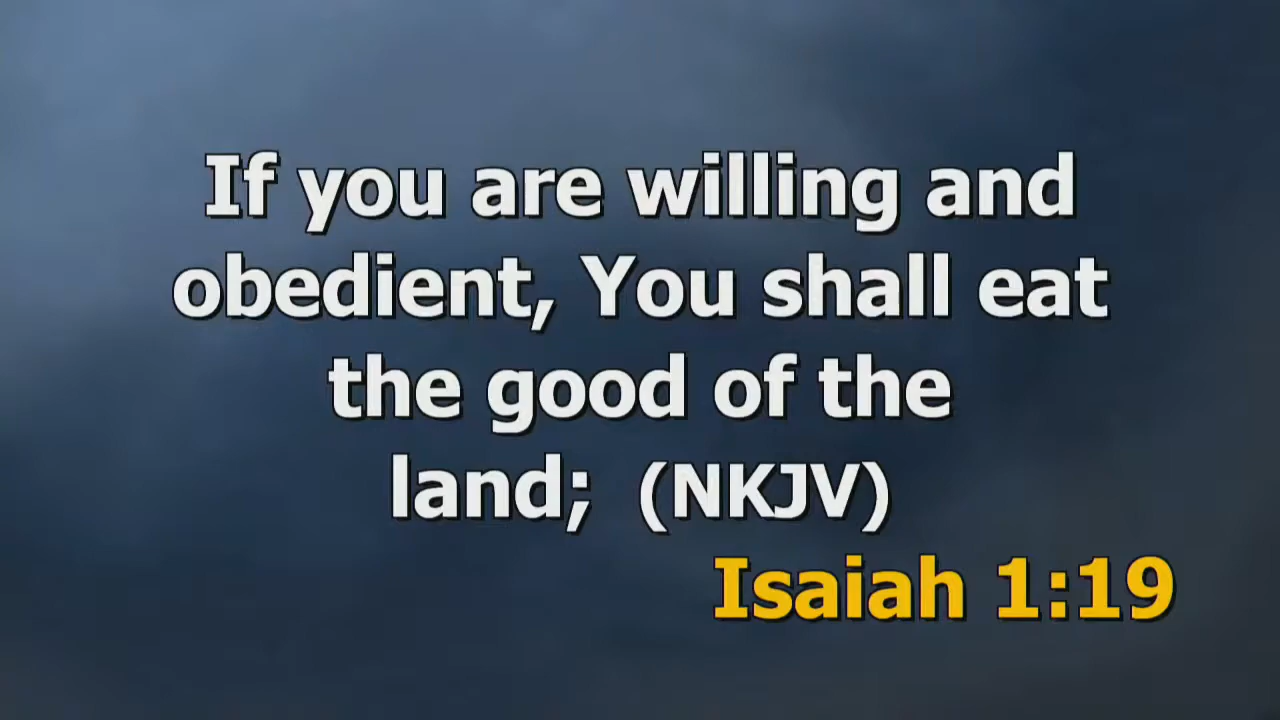 If you are willing and
obedient, You shall eat
the good of the
land; (NKJV)
Isaiah 1:19